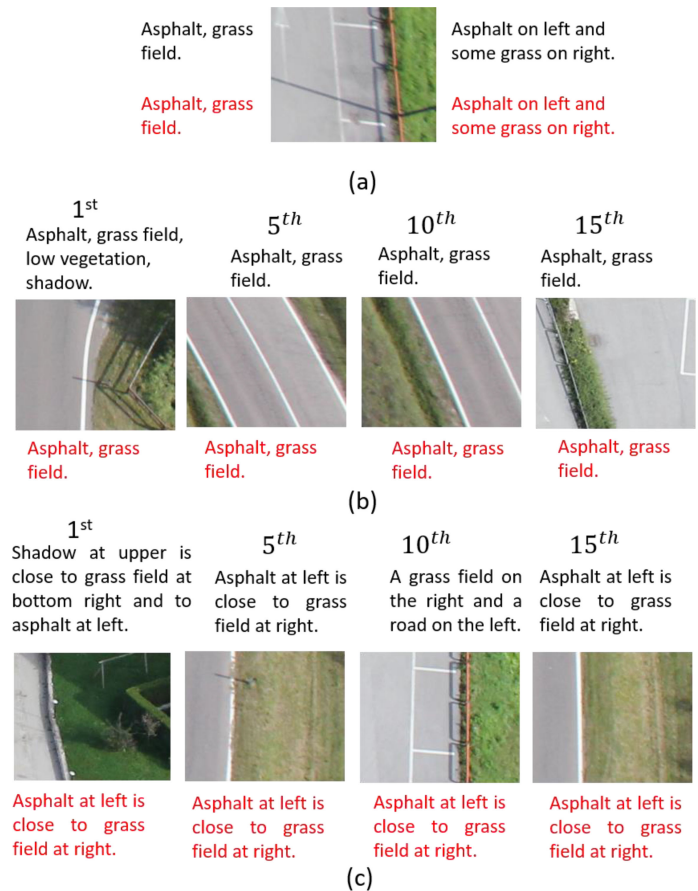 Asphalt, grass
field.
Asphalt on left and
some grass on right.
Asphalt, grass
field.
Asphalt on left and
some grass on right.
(a)
1st
Asphalt, grass field,
low vegetation,
shadow.
5th
Asphalt, grass
field.
10th
Asphalt, grass
field.
15th
Asphalt, grass
field.
Asphalt, grass
field.
Asphalt, grass
field.
Asphalt, grass
field.
Asphalt, grass
field.
(b)
1st
Shadow at upper is
close to grass field at
bottom right and to
asphalt at left.
5th
Asphalt at left is
close to grass
field at right.
10th
A grass field on
the right and a
road on the left.
15th
Asphalt at left is
close to grass
field at right.
Asphalt at left is
close to grass
field at right.
Asphalt at left is
close to grass
field at right.
Asphalt at left is
close to grass
field at right.
Asphalt at left is
close to grass
field at right.
(c)